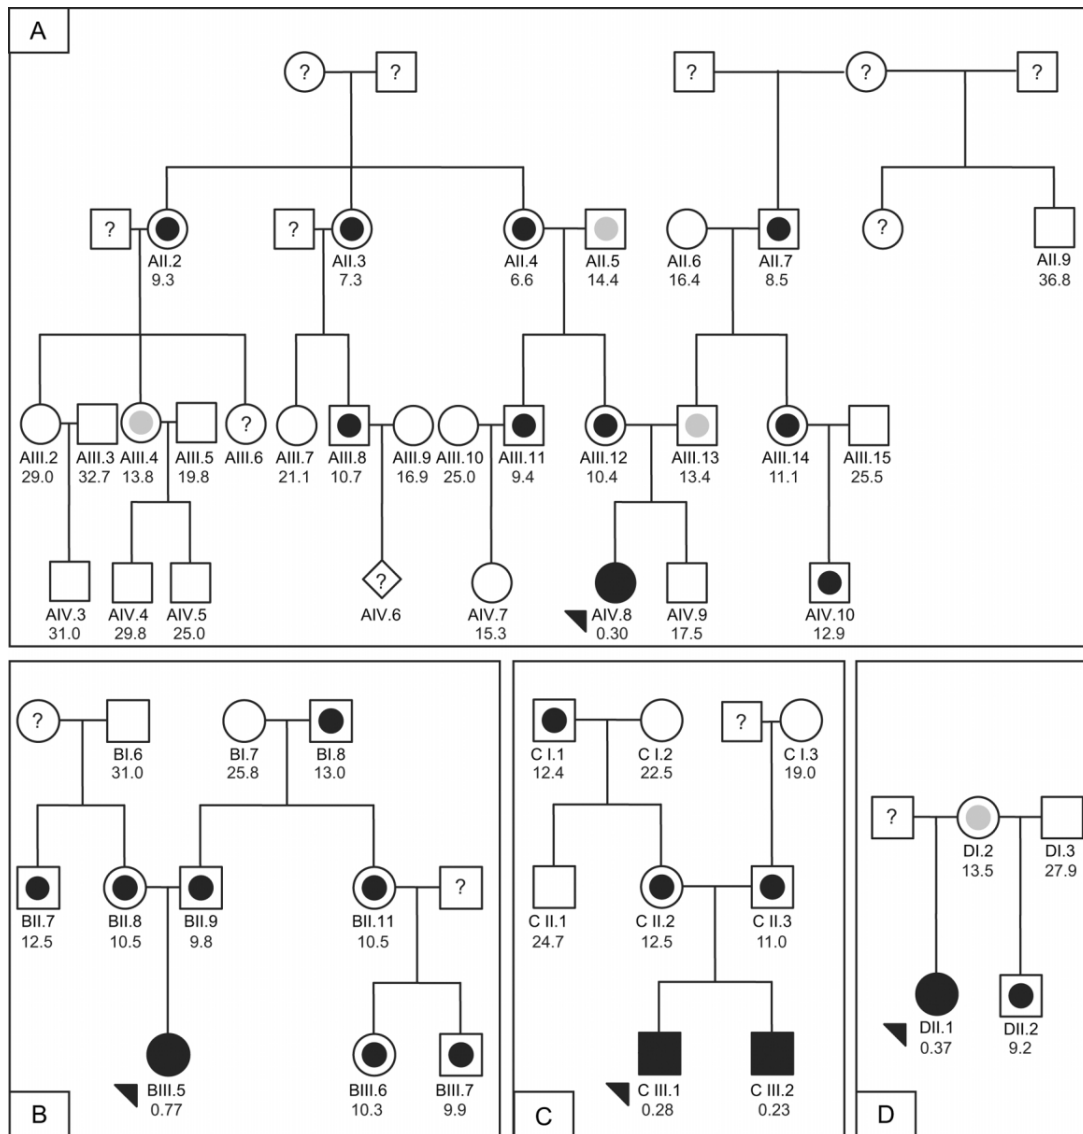 A
? ? ? ? ?
? ? ?
AII.2 AII.3 AII.4 AII.5 AII.6 AII.7 AII.9
9.3 7.3 6.6 14.4 16.4 8.5 36.8
?
AIII.2 AIII.3 AIII.4 AIII.5 AIII.6 AIII.7 AIII.8 AIII.9 AIII.10 AIII.11 AIII.12 AIII.13 AIII.14 AIII.15
29.0 32.7 13.8 19.8 21.1 10.7 16.9 25.0 9.4 10.4 13.4 11.1 25.5
?
AIV.3 AIV.4 AIV.5 AIV.6 AIV.7 AIV.8 AIV.9 AIV.10
31.0 29.8 25.0 15.3 0.30 17.5 12.9
?
BI.6 BI.7 BI.8
31.0 25.8 13.0
?
BII.7 BII.8 BII.9 BII.11
12.5 10.5 9.8 10.5
BIII.5 BIII.6 BIII.7
0.77 10.3 9.9
B
?
C I.1 C I.2 C I.3
12.4 22.5 19.0
C II.1 C II.2 C II.3
24.7 12.5 11.0
C III.1 C III.2
0.28 0.23
C
?
DI.2 DI.3
13.5 27.9
DII.1 DII.2
0.37 9.2
D